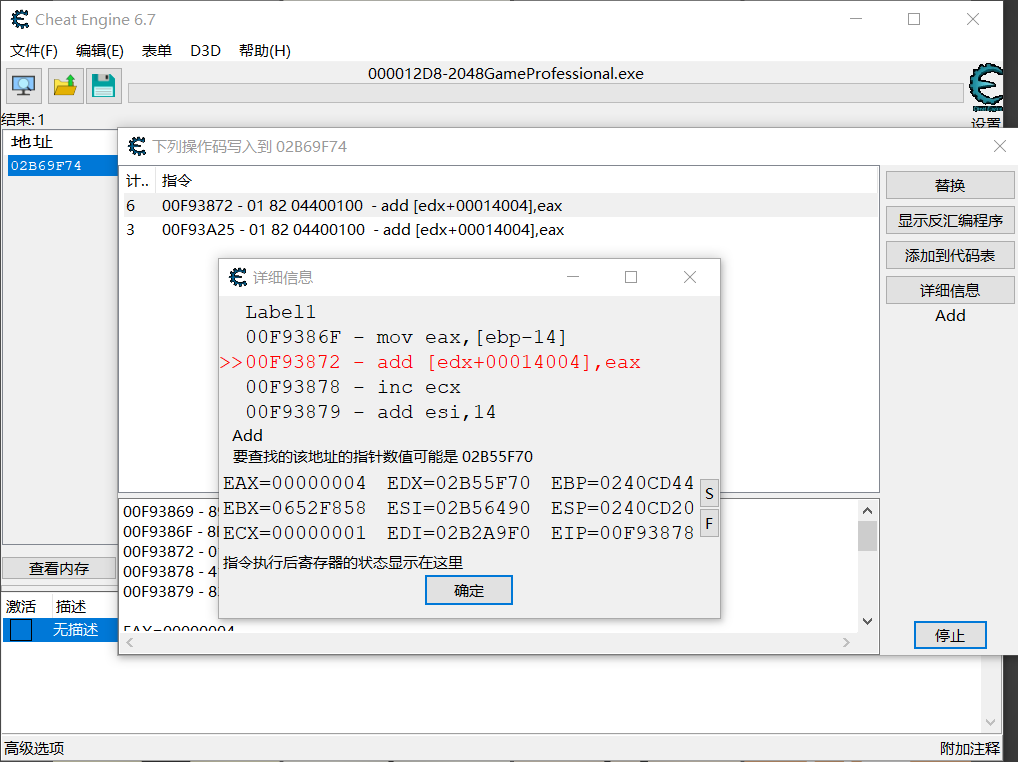 Cheat Engine 6.7
文件(F) 编辑(E) 表单 D3D 帮助(H)
000012D8-2048GameProfessional.exe
结果: 1
设置
地址
02B69F74
下列操作码写入到 02B69F74
计.. 指令
6 00F93872 - 01 82 04400100 - add [edx+00014004],eax
3 00F93A25 - 01 82 04400100 - add [edx+00014004],eax
替换
显示反汇编程序
添加到代码表
详细信息
Add
详细信息
Label1
00F9386F - mov eax,[ebp-14]
>>00F93872 - add [edx+00014004],eax
00F93878 - inc ecx
00F93879 - add esi,14
Add
要查找的该地址的指针数值可能是 02B55F70
EAX=00000004 EDX=02B55F70 EBP=0240CD44
EBX=0652F858 ESI=02B56490 ESP=0240CD20
ECX=00000001 EDI=02B2A9F0 EIP=00F93878
S
F
指令执行后寄存器的状态显示在这里
确定
00F93869 - 8
00F9386F - 8
00F93872 - 0
00F93878 - 4
00F93879 - 8
EAX=00000004
停止
查看内存
激活 描述
无描述
高级选项
附加注释